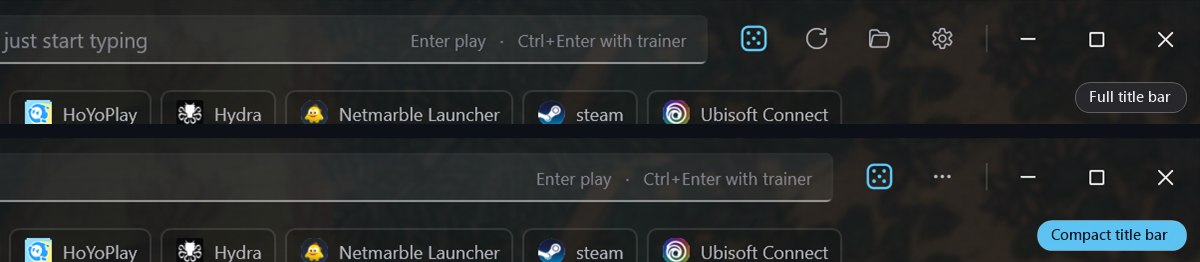 just start typing Enter play · Ctrl+Enter with trainer
Full title bar
HoYoPlay Hydra Netmarble Launcher steam Ubisoft Connect
Enter play · Ctrl+Enter with trainer
Compact title bar
HoYoPlay Hydra Netmarble Launcher steam Ubisoft Connect